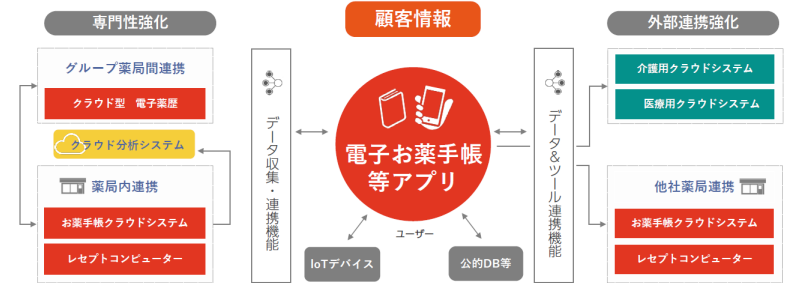 専門性強化
顧客情報
外部連携強化
グループ薬局間連携
クラウド型 電子薬歴
クラウド分析システム
薬局内連携
お薬手帳クラウドシステム
レセプトコンピューター
データ収集・連携機能
電子お薬手帳
等アプリ
ユーザー
IoTデバイス
公的DB等
データ&ツール連携機能
介護用クラウドシステム
医療用クラウドシステム
他社薬局連携
お薬手帳クラウドシステム
レセプトコンピューター